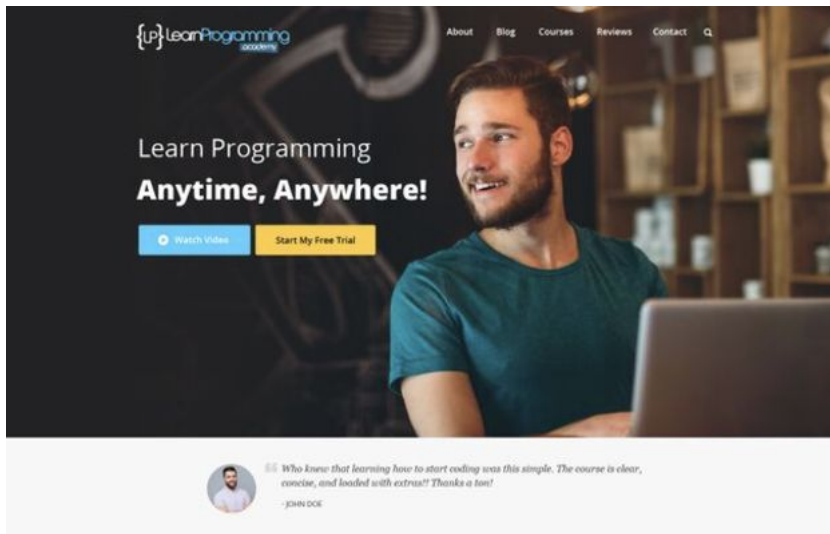 {LP} LearnProgramming
academy
About Blog Courses Reviews Contact
Learn Programming
Anytime, Anywhere!
Watch Video Start My Free Trial
Who knew that learning how to start coding was this simple. The course is clear,
concise, and loaded with extras!! Thanks a ton!
- JOHN DOE